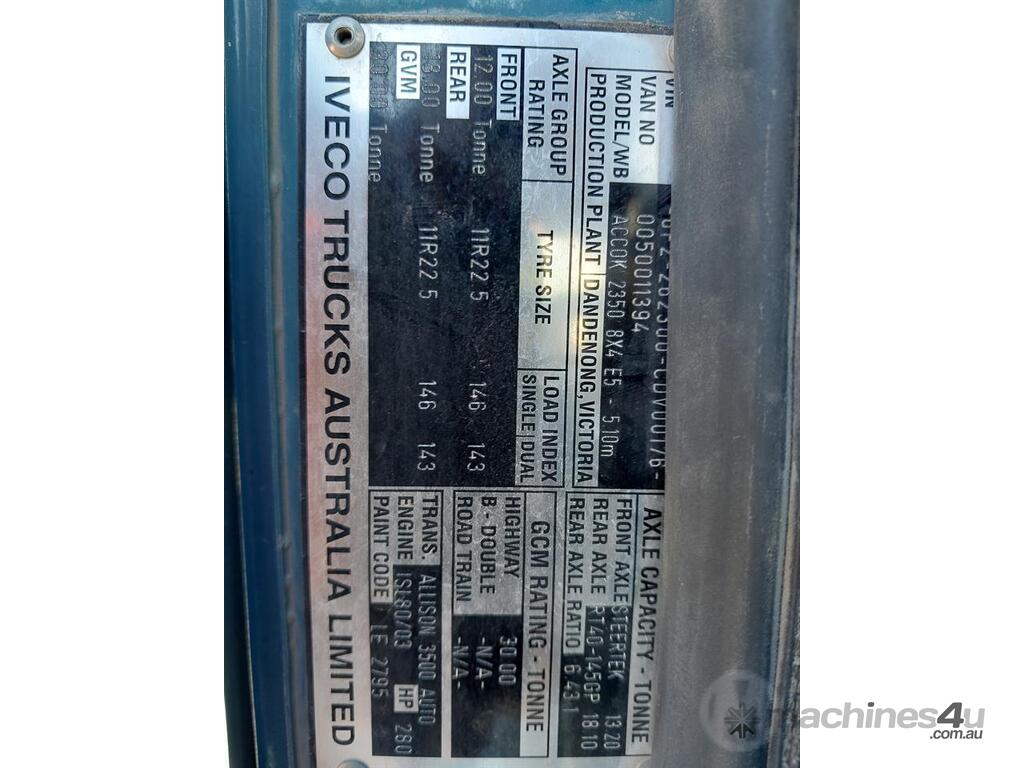 VIN
VAN NO 0050011394
MODEL/WB ACCOK 2350 8X4 E5 - 5.10m
PRODUCTION PLANT DANDENONG, VICTORIA
AXLE GROUP RATING TYRE SIZE LOAD INDEX SINGLE DUAL
FRONT
12.00 Tonne 11R22 5 146 143
REAR
18.00 Tonne 11R22 5 146 143
GVM
Tonne
AXLE CAPACITY - TONNE
FRONT AXLE STEERTEK 13 20
REAR AXLE RT40-145GP 18 10
REAR AXLE RATIO 6.43 1
GCM RATING - TONNE
HIGHWAY 30.00
B - DOUBLE -N/A-
ROAD TRAIN -N/A-
TRANS. ALLISON 3500 AUTO
ENGINE HP 280
PAINT CODE LE 2795
IVECO TRUCKS AUSTRALIA LIMITED
machines4u
.com.au